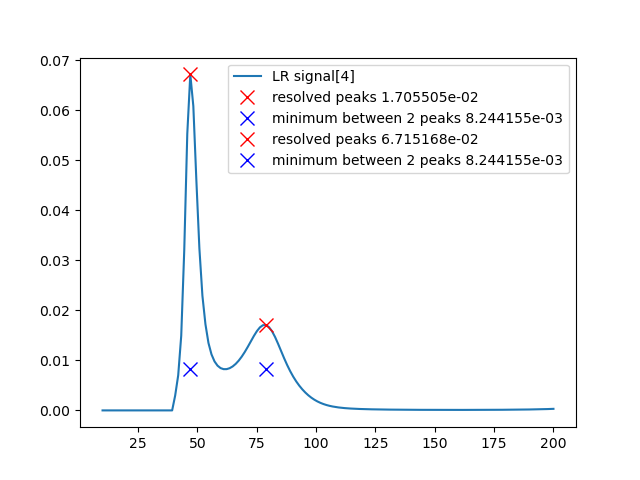 0.07
0.06
0.05
0.04
0.03
0.02
0.01
0.00
LR signal[4]
resolved peaks 1.705505e-02
minimum between 2 peaks 8.244155e-03
resolved peaks 6.715168e-02
minimum between 2 peaks 8.244155e-03
25 50 75 100 125 150 175 200